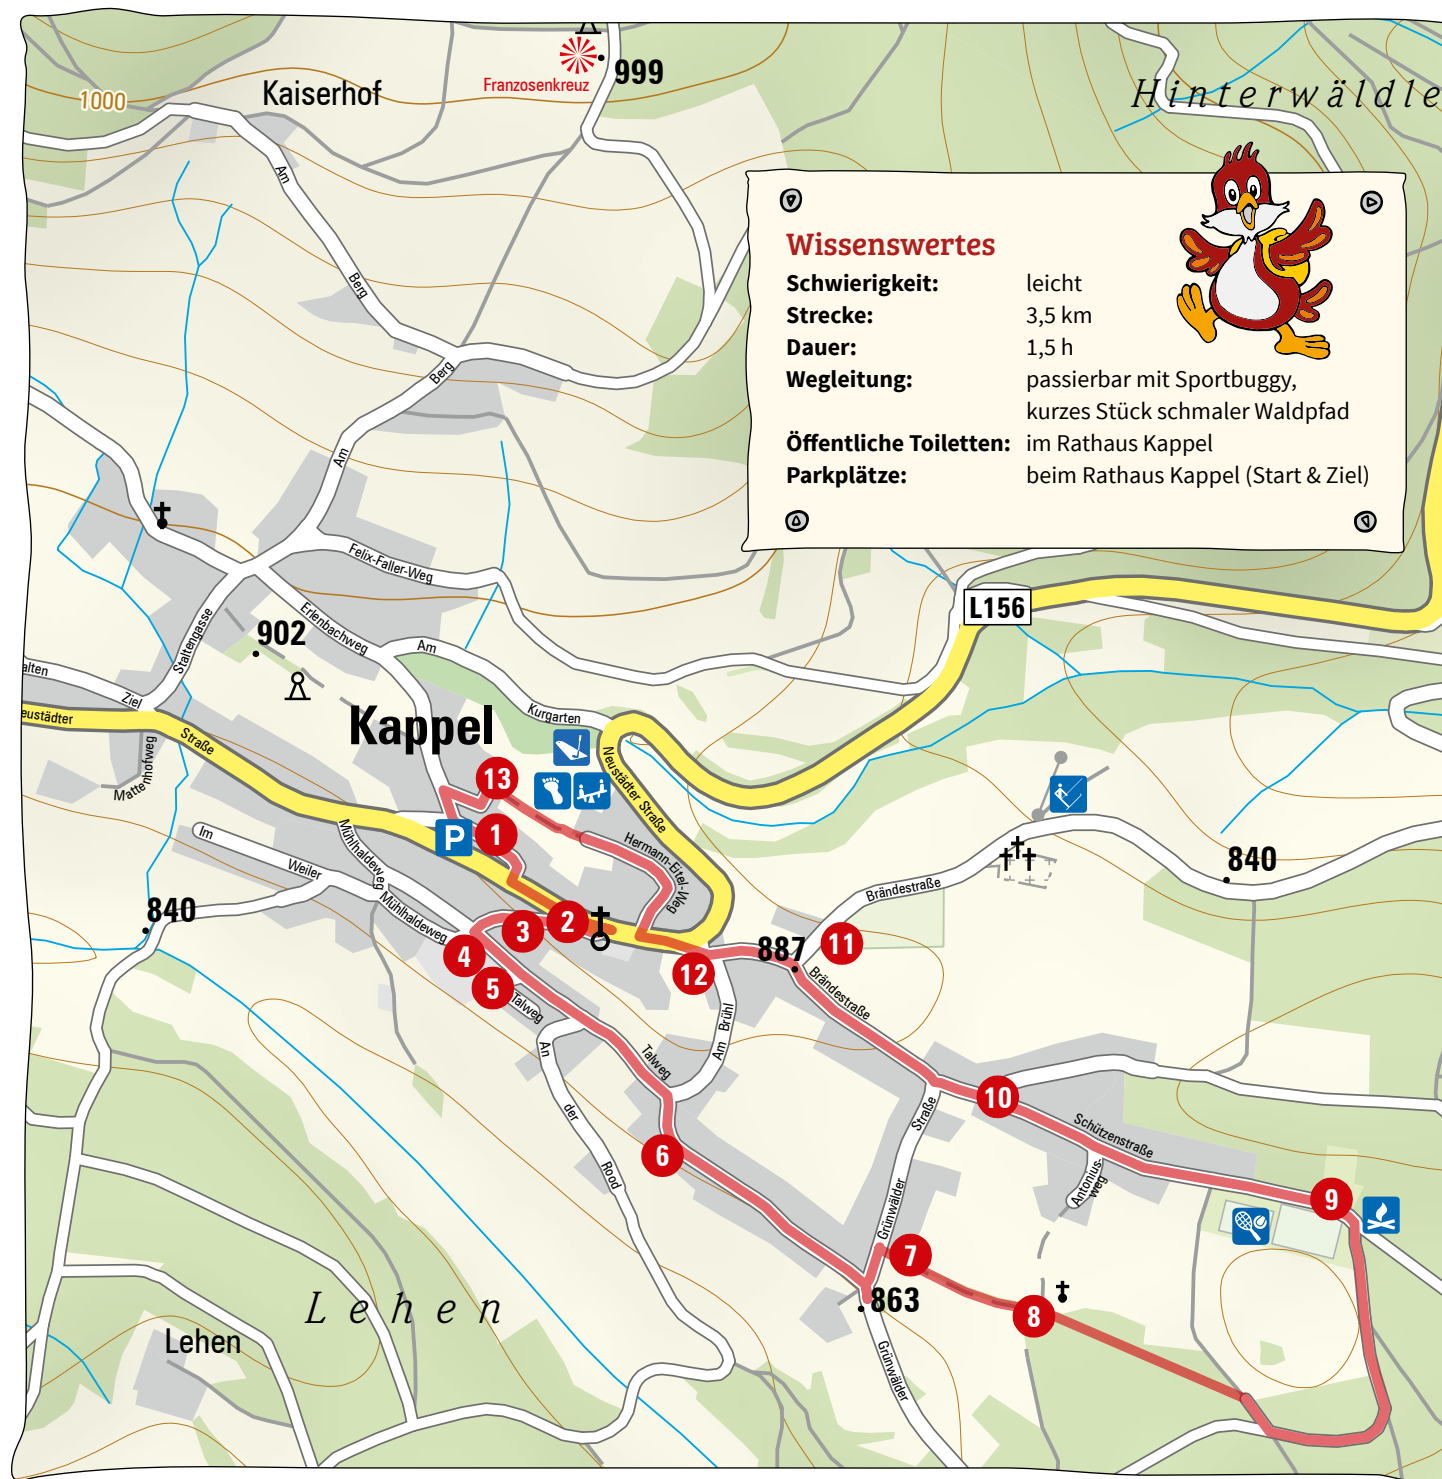 1000
Kaiserhof
Franzosenkreuz
999
Hinterwäldle
Wissenswertes
Schwierigkeit: leicht
Strecke: 3,5 km
Dauer: 1,5 h
Wegleitung: passierbar mit Sportbuggy,
kurzes Stück schmaler Waldpfad
Öffentliche Toiletten: im Rathaus Kappel
Parkplätze: beim Rathaus Kappel (Start & Ziel)
Am
Berg
Berg
Am
Felix-Faller-Weg
L156
Staltengasse
902
Erlenbachweg
Am
Kurgarten
alten
Ziel
eustädter
Straße
Mattenhofweg
Kappel
Neustädter Straße
13
P
1
Hermann-Eitel-Weg
Im
Weiler
Mühlhaldeweg
Mühlhaldeweg
840
840
Brändestraße
2
3
4
5
12
887
11
Brändestraße
Talweg
An
der
Rood
Talweg
Am Brühl
6
10
Straße
Grünwälder
Schützenstraße
Antonius-
weg
9
7
863
8
Grünwälder
Lehen
Lehen